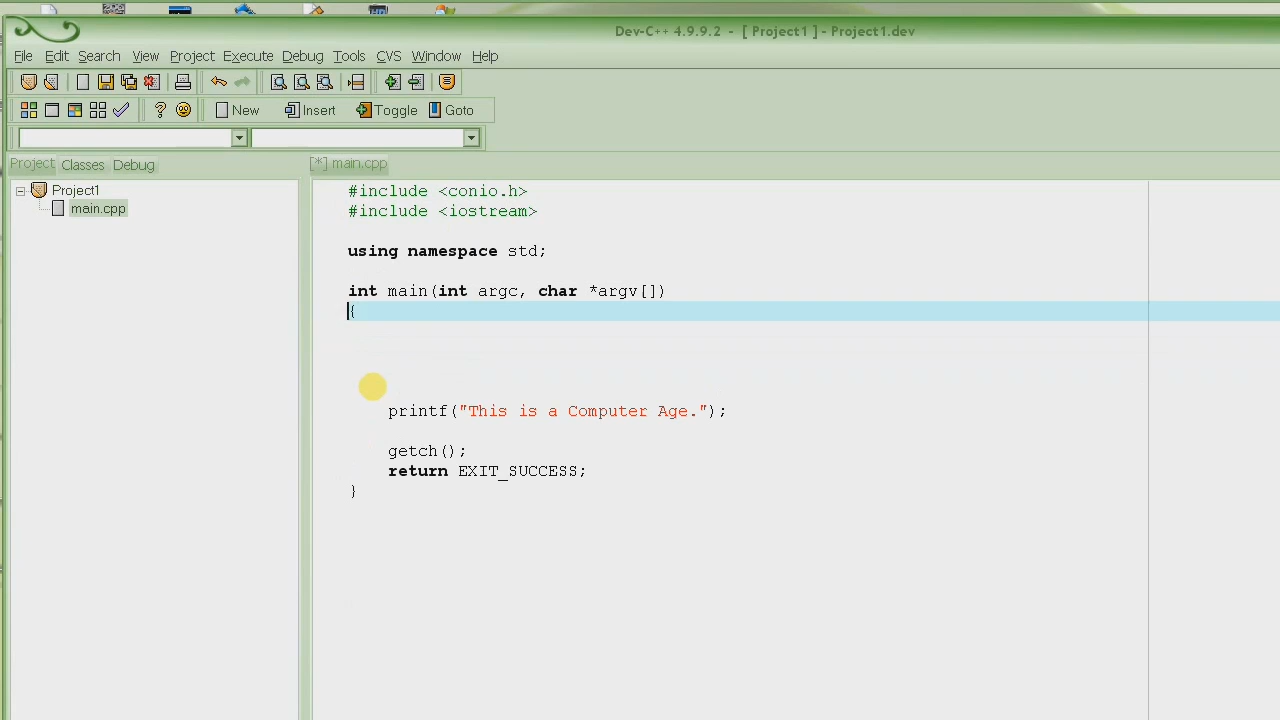 Dev-C++ 4.9.9.2 - [ Project1 ] - Project1.dev
File Edit Search View Project Execute Debug Tools CVS Window Help
New Insert Toggle Goto
Project Classes Debug
[*] main.cpp
Project1
main.cpp
#include <conio.h>
#include <iostream>
using namespace std;
int main(int argc, char *argv[])
{
printf("This is a Computer Age.");
getch();
return EXIT_SUCCESS;
}